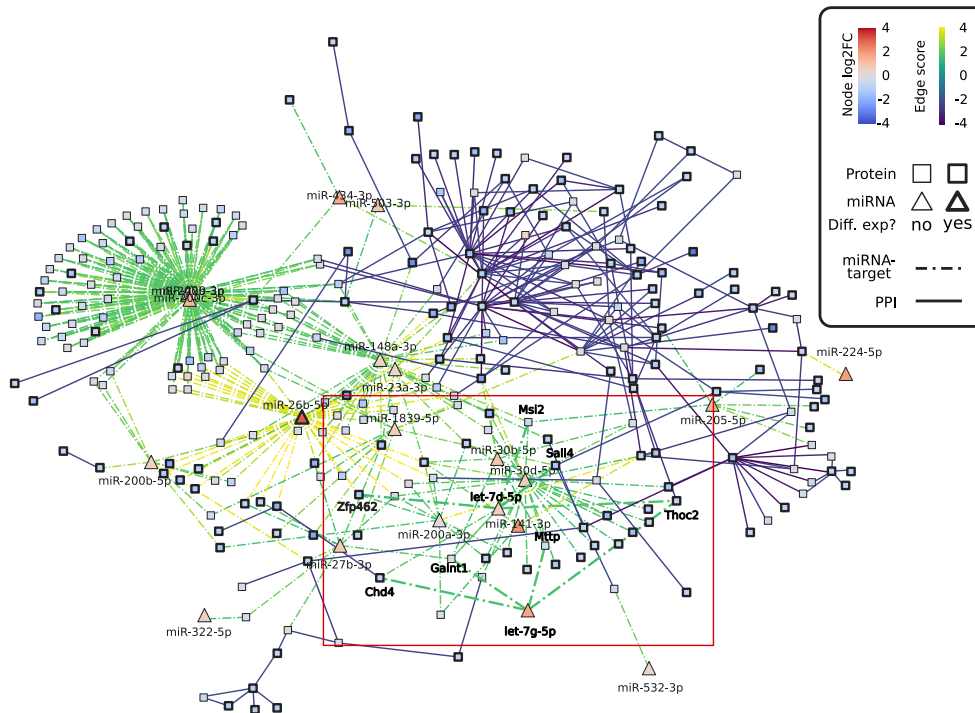 4
2
0
-2
-4
Node log2FC
4
2
0
-2
-4
Edge score
Protein
miRNA
Diff. exp? no yes
miRNA-
target
PPI
miR-434-3p
miR-503-3p
miR-148a-3p
miR-23a-3p
miR-224-5p
miR-26b-5p
miR-1839-5p
Msi2
miR-205-5p
miR-30b-5p
Sall4
miR-30d-5p
miR-200b-5p
let-7d-5p
Zfp462
Thoc2
miR-141-3p
miR-200a-3p
Mttp
miR-27b-3p
Galnt1
Chd4
let-7g-5p
miR-322-5p
miR-532-3p